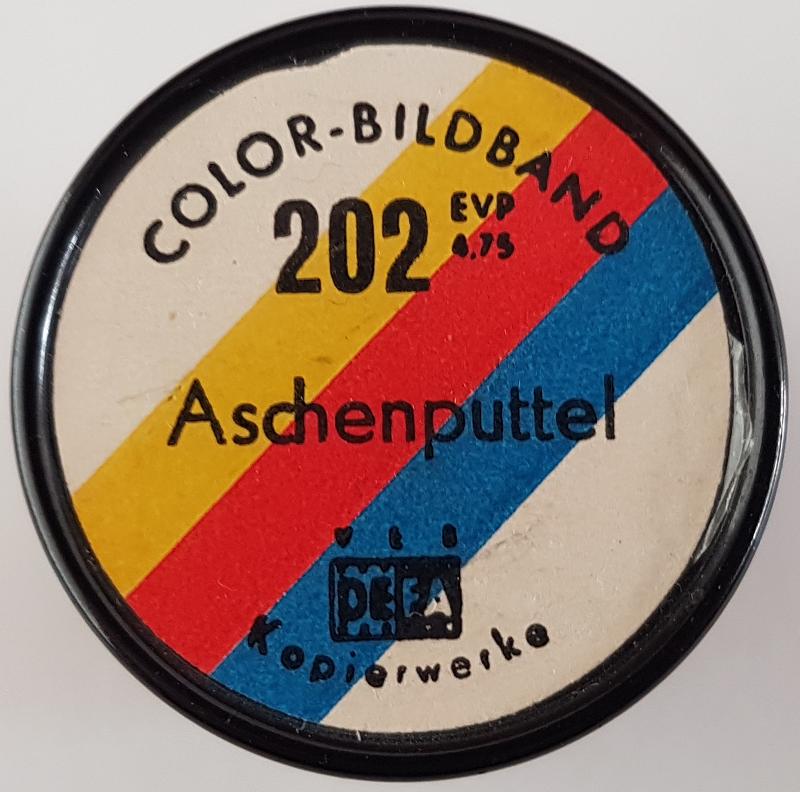 COLOR-BILDBAND
202 EVP
4.75
Aschenputtel
VEB
DEFA
Kopierwerke